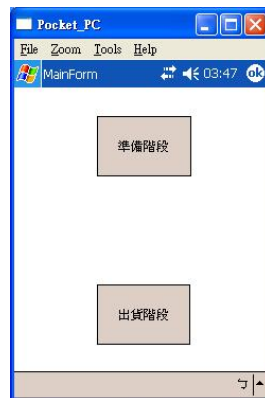 Pocket_PC
File Zoom Tools Help
MainForm 03:47 ok
準備階段
出貨階段
ㄅ